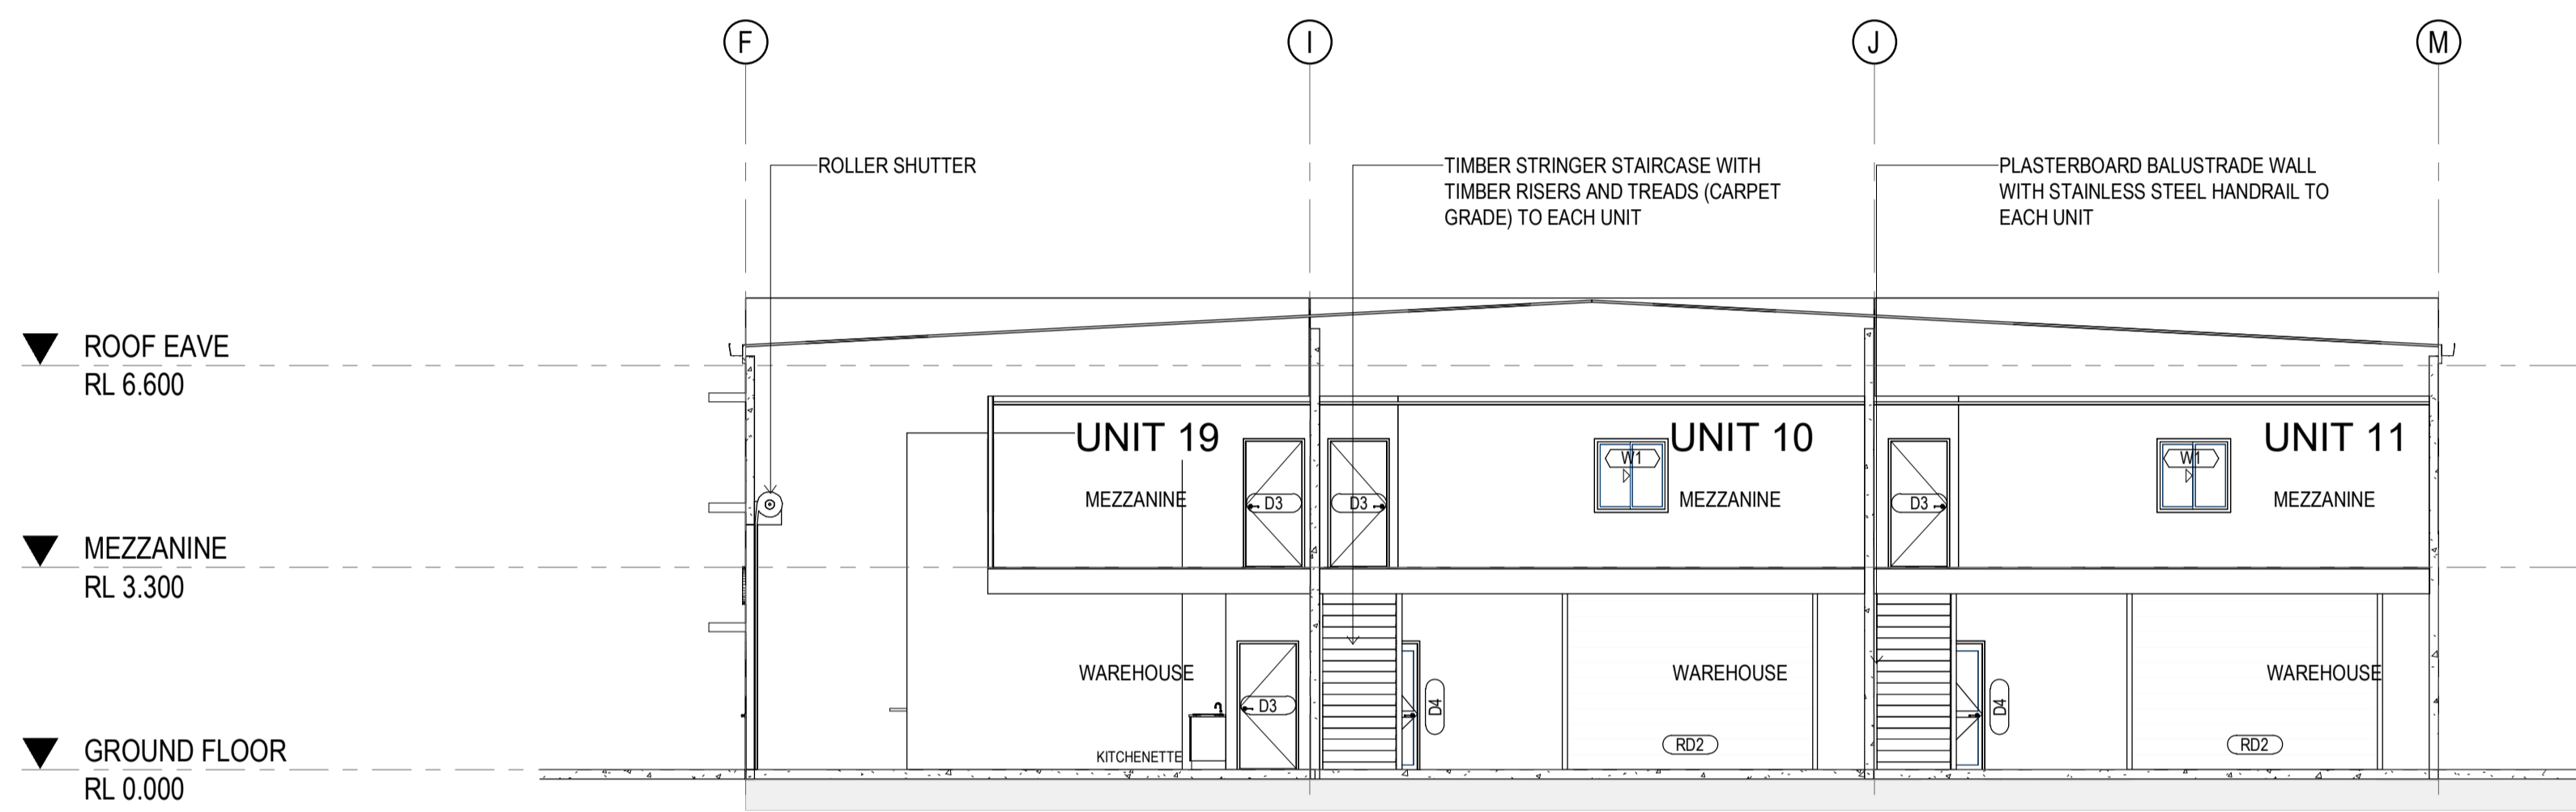 F
I
J
M
ROLLER SHUTTER
TIMBER STRINGER STAIRCASE WITH
TIMBER RISERS AND TREADS (CARPET
GRADE) TO EACH UNIT
PLASTERBOARD BALUSTRADE WALL
WITH STAINLESS STEEL HANDRAIL TO
EACH UNIT
ROOF EAVE
RL 6.600
UNIT 19
UNIT 10
UNIT 11
W1
W1
MEZZANINE
D3
D3
MEZZANINE
D3
MEZZANINE
MEZZANINE
RL 3.300
WAREHOUSE
WAREHOUSE
WAREHOUSE
D3
D4
D4
KITCHENETTE
RD2
RD2
GROUND FLOOR
RL 0.000